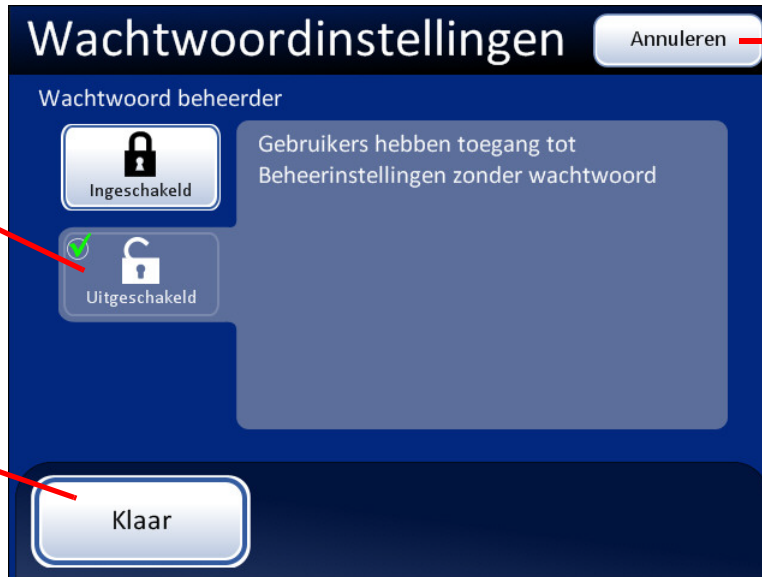 Wachtwoordinstellingen
Annuleren
Wachtwoord beheerder
Ingeschakeld
Gebruikers hebben toegang tot
Beheerinstellingen zonder wachtwoord
Uitgeschakeld
Klaar